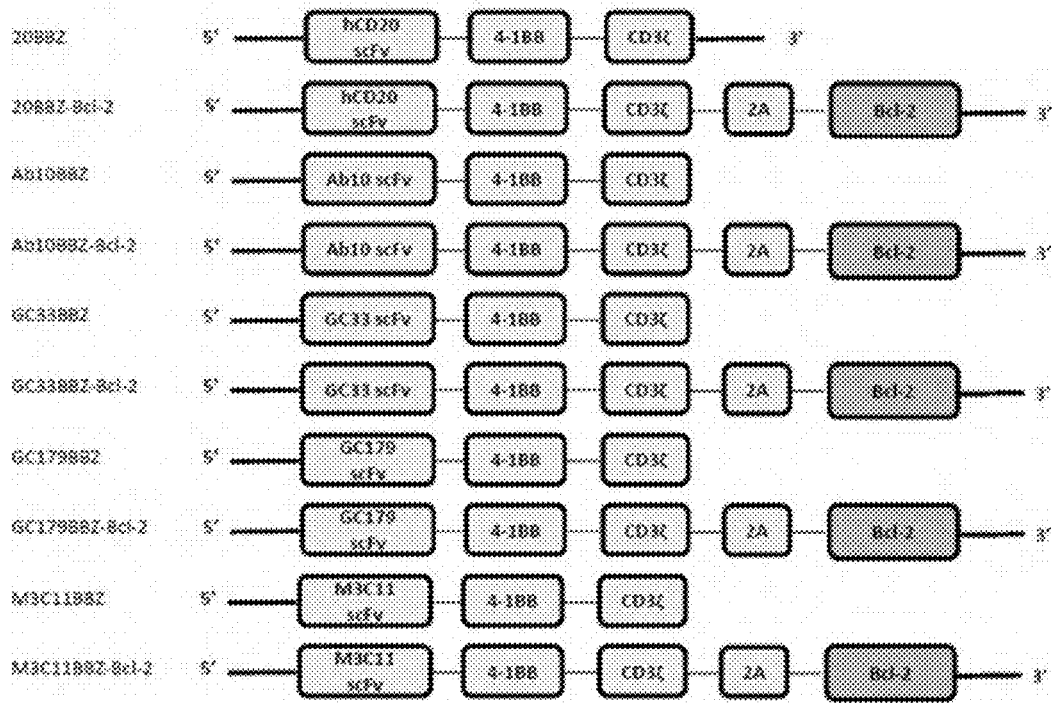 20BBZ 5' hCD20 scFv 4-1BB CD3ζ 3'
20BBZ-Bcl-2 5' hCD20 scFv 4-1BB CD3ζ 2A Bcl-2 3'
Ab10BBZ 5' Ab10 scFv 4-1BB CD3ζ
Ab10BBZ-Bcl-2 5' Ab10 scFv 4-1BB CD3ζ 2A Bcl-2 3'
GC33BBZ 5' GC33 scFv 4-1BB CD3ζ
GC33BBZ-Bcl-2 5' GC33 scFv 4-1BB CD3ζ 2A Bcl-2 3'
GC179BBZ 5' GC179 scFv 4-1BB CD3ζ
GC179BBZ-Bcl-2 5' GC179 scFv 4-1BB CD3ζ 2A Bcl-2 3'
M3C11BBZ 5' M3C11 scFv 4-1BB CD3ζ
M3C11BBZ-Bcl-2 5' M3C11 scFv 4-1BB CD3ζ 2A Bcl-2 3'